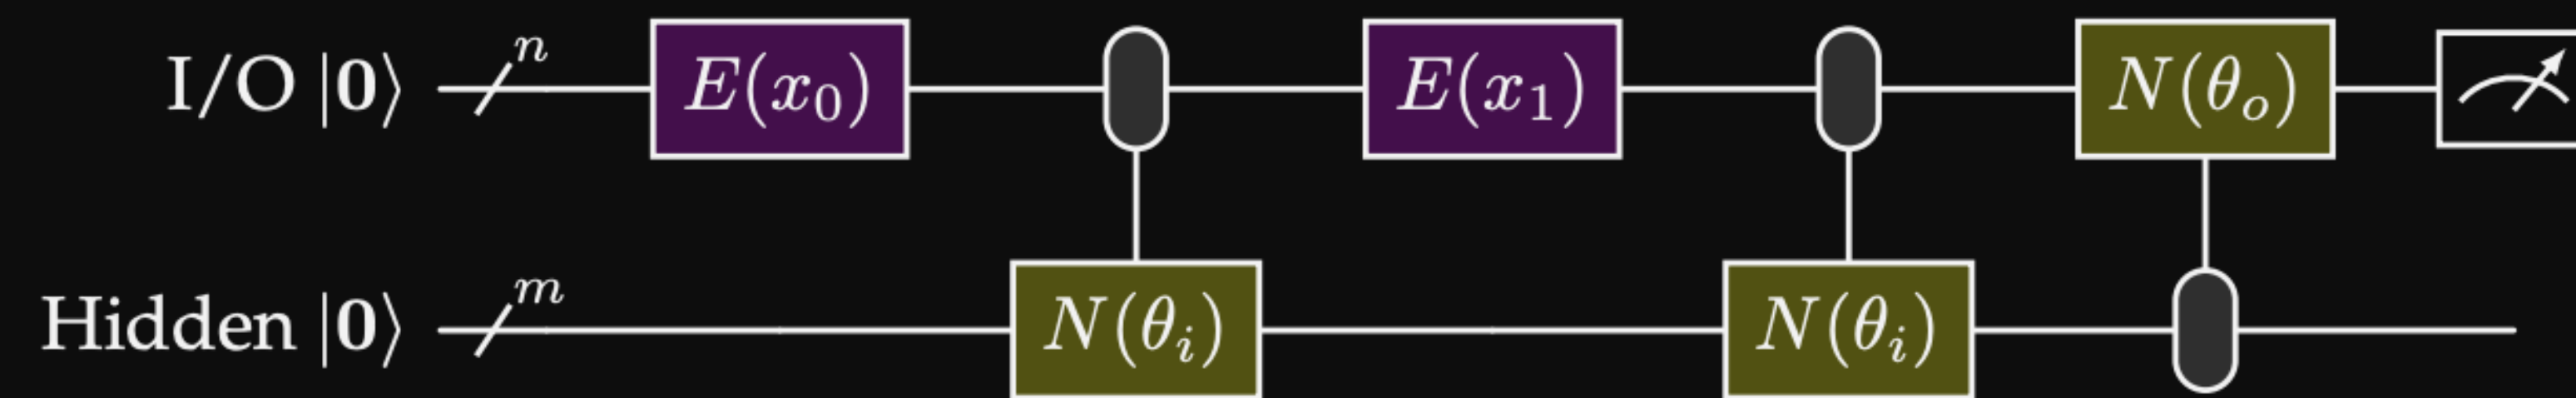 I/O |0⟩ n E(x₀) E(x₁) N(θₒ)
Hidden |0⟩ m N(θᵢ) N(θᵢ)